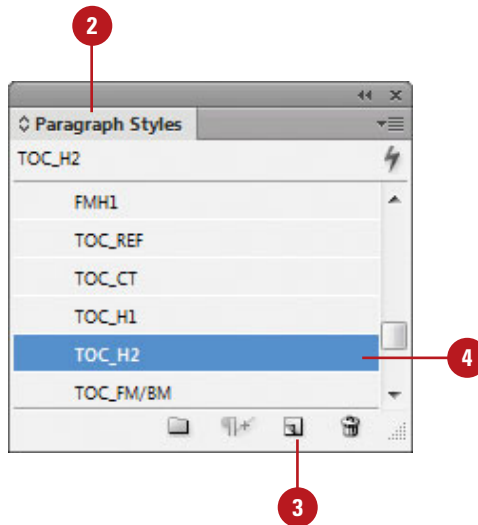 2
Paragraph Styles
TOC_H2
FMH1
TOC_REF
TOC_CT
TOC_H1
TOC_H2
4
TOC_FM/BM
3